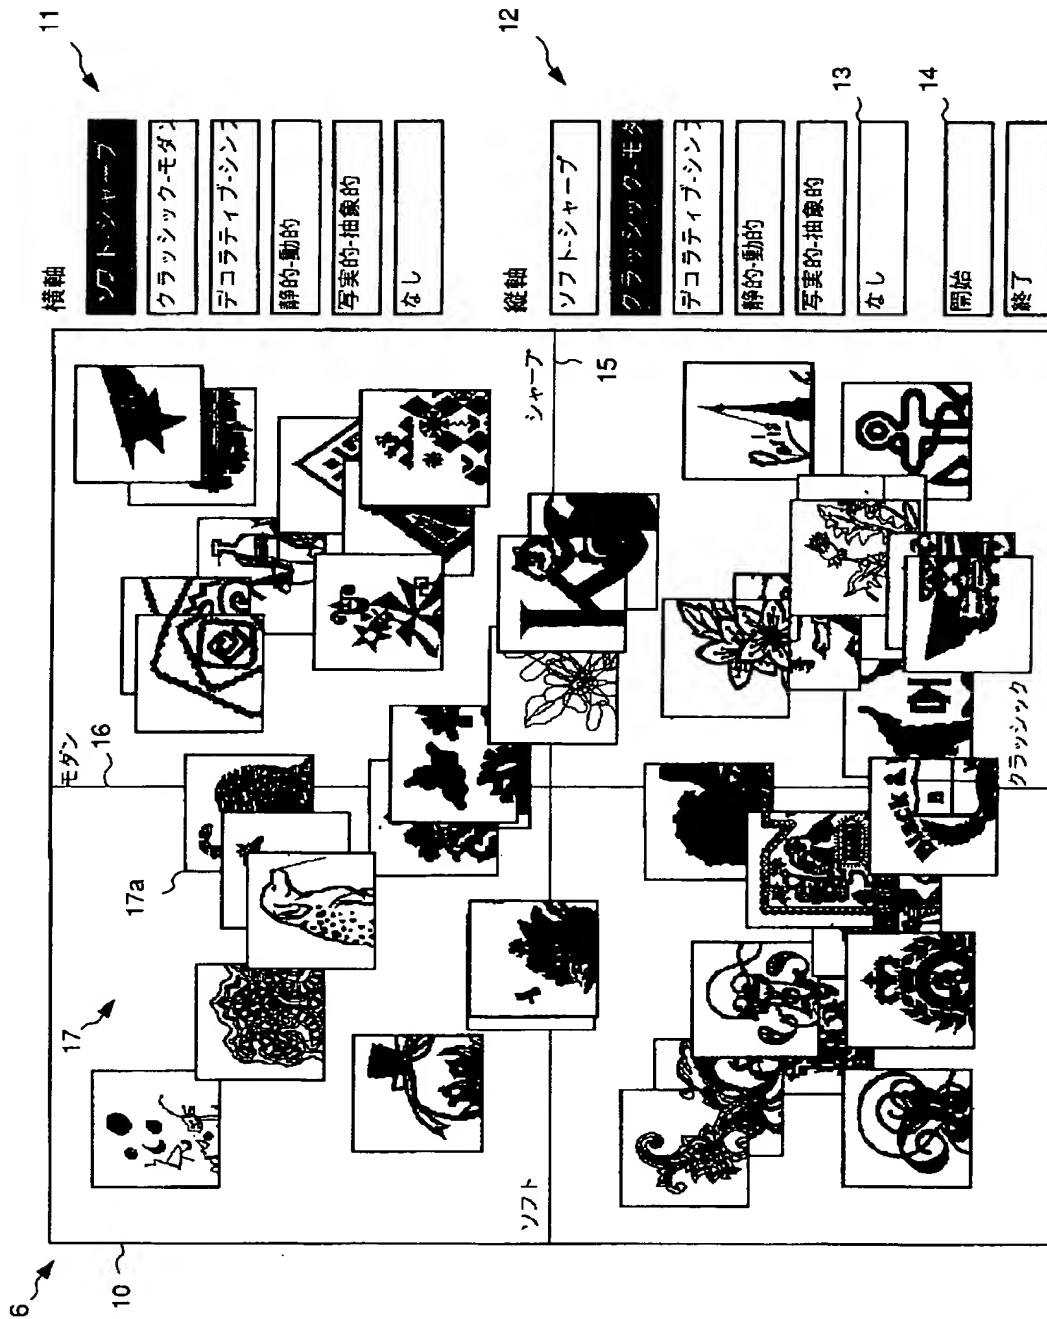 6
10
17
17a
モダン
16
ソフト
シャープ
15
クラッシック
11
横軸
ソフト-シャープ
クラッシック-モダン
デコラティブ-シンプ
静的-動的
写実的-抽象的
なし
12
縦軸
ソフト-シャープ
クラッシック-モダ
デコラティブ-シンプ
静的-動的
写実的-抽象的
なし
13
開始
14
終了